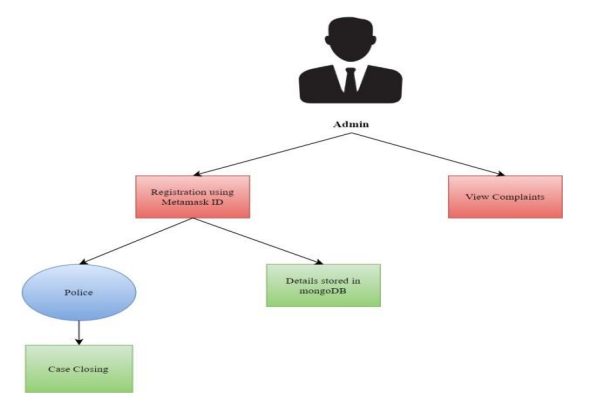 Admin
Registration using
Metamask ID
View Complaints
Police
Details stored in
mongoDB
Case Closing